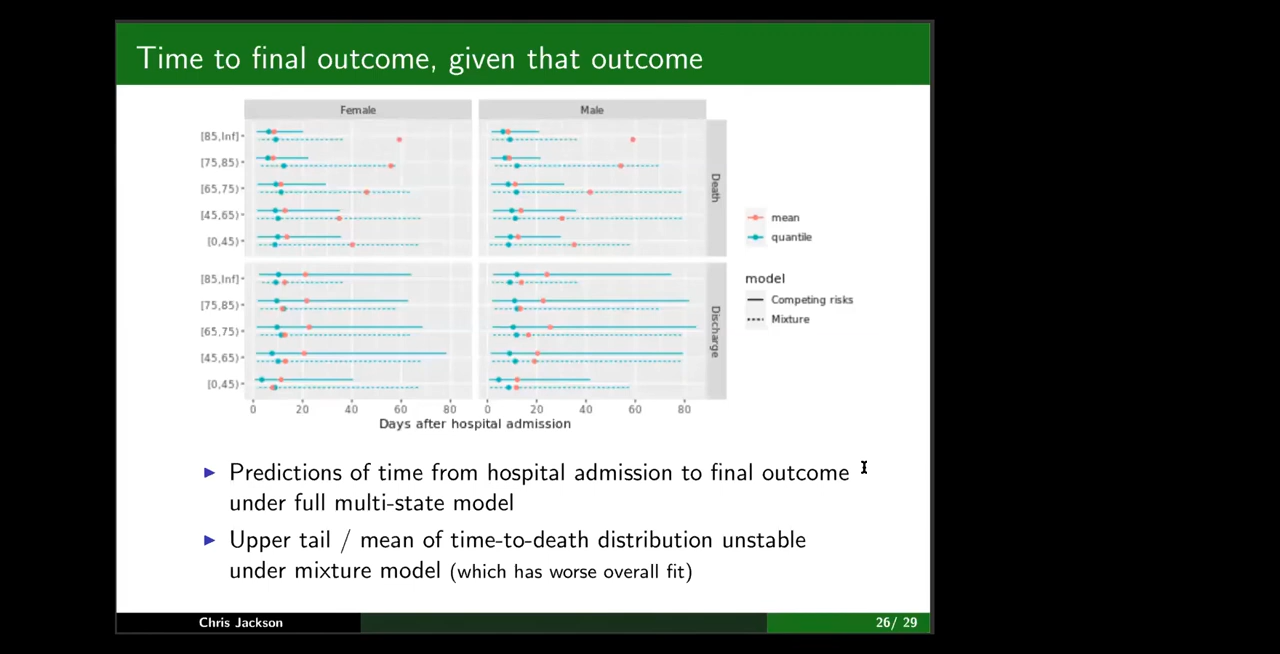 Time to final outcome, given that outcome
Female
Male
[85,Inf]
[75,85)
[65,75)
[45,65)
[0,45)
Death
[85,Inf]
[75,85)
[65,75)
[45,65)
[0,45)
Discharge
0 20 40 60 80
0 20 40 60 80
Days after hospital admission
mean
quantile
model
Competing risks
Mixture
Predictions of time from hospital admission to final outcome
under full multi-state model
Upper tail / mean of time-to-death distribution unstable
under mixture model (which has worse overall fit)
Chris Jackson
26/ 29